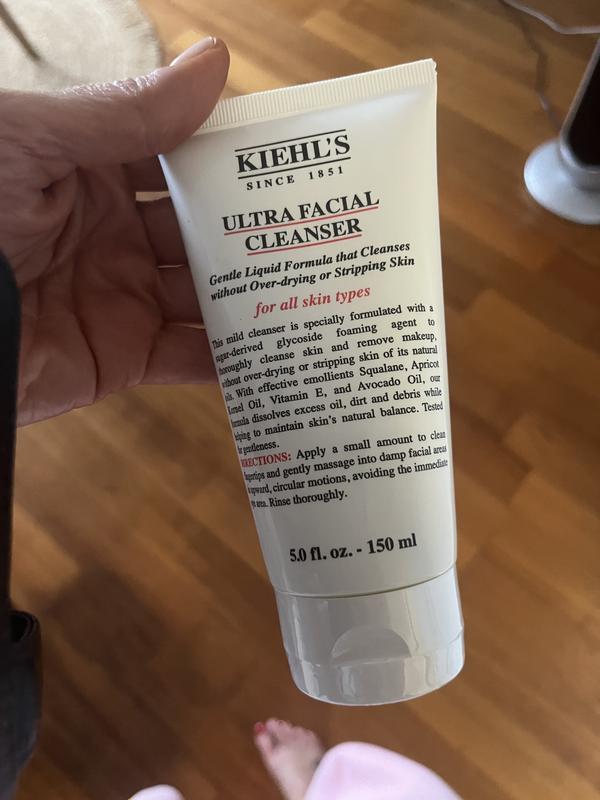 KIEHL'S
SINCE 1851
ULTRA FACIAL
CLEANSER
Gentle Liquid Formula that Cleanses
without Over-drying or Stripping Skin
for all skin types
This mild cleanser is specially formulated with a
sugar-derived glycoside foaming agent to
thoroughly cleanse skin and remove makeup,
without over-drying or stripping skin of its natural
oils. With effective emollients Squalane, Apricot
Kernel Oil, Vitamin E, and Avocado Oil, our
formula dissolves excess oil, dirt and debris while
helping to maintain skin's natural balance. Tested
for gentleness.
DIRECTIONS: Apply a small amount to clean
fingertips and gently massage into damp facial areas
upward, circular motions, avoiding the immediate
area. Rinse thoroughly.
5.0 fl. oz. - 150 ml